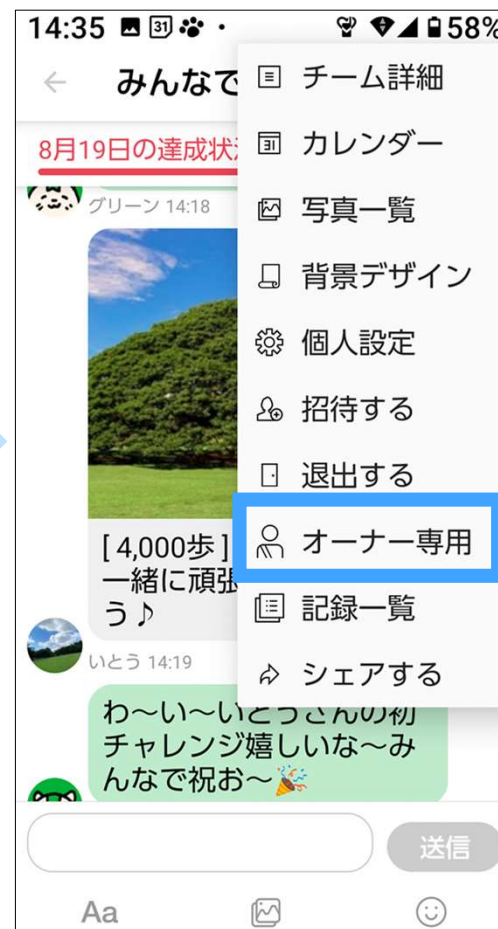 14:35 31 58%
みんなで
8月19日の達成状
グリーン 14:18
チーム詳細
カレンダー
写真一覧
背景デザイン
個人設定
招待する
退出する
オーナー専用
記録一覧
シェアする
[4,000歩]
一緒に頑張
う♪
いとう 14:19
わ〜い〜いとうさんの初
チャレンジ嬉しいな〜み
んなで祝お〜🎉
送信
Aa